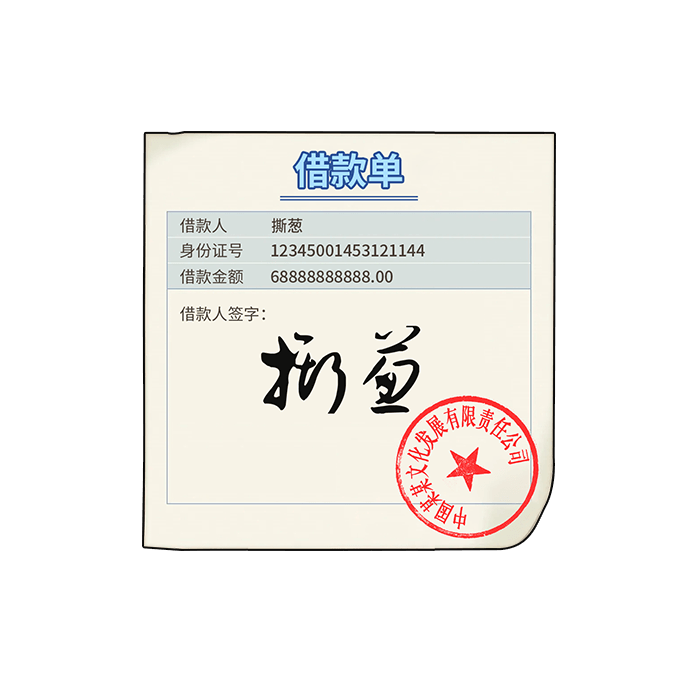 借款单
借款人 撕葱
身份证号 12345001453121144
借款金额 68888888888.00
借款人签字：
撕葱
中国某某文化发展有限责任公司